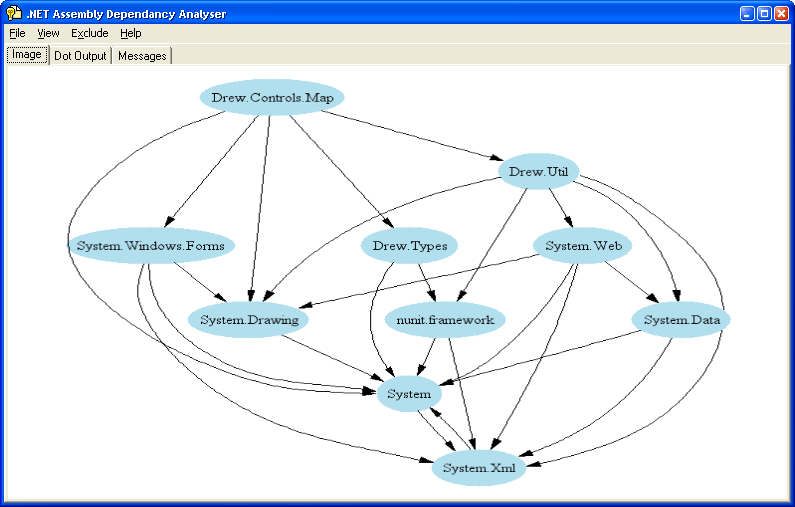 .NET Assembly Dependancy Analyser
File View Exclude Help
Image Dot Output Messages
Drew.Controls.Map
Drew.Util
System.Windows.Forms Drew.Types System.Web
System.Drawing nunit.framework System.Data
System
System.Xml